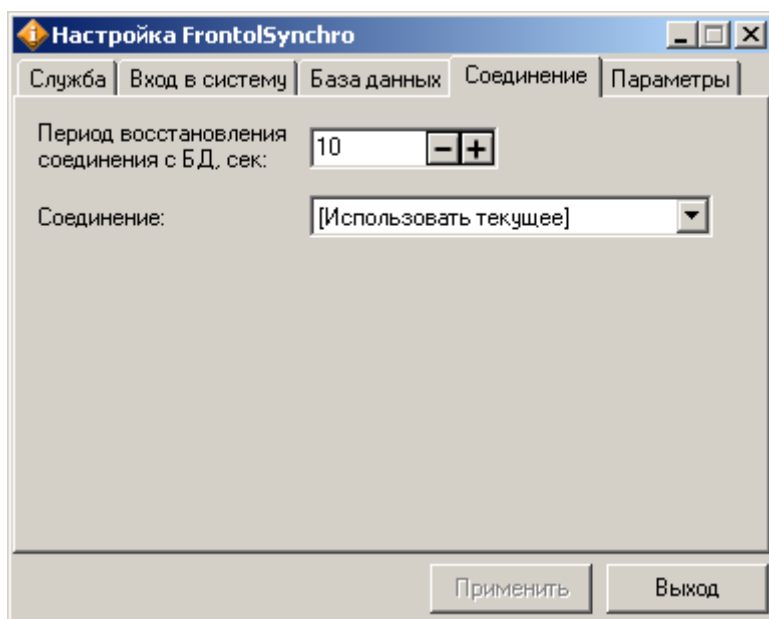 Настройка FrontolSynchro
Служба Вход в систему База данных Соединение Параметры
Период восстановления
соединения с БД, сек:
10
Соединение:
[Использовать текущее]
Применить Выход